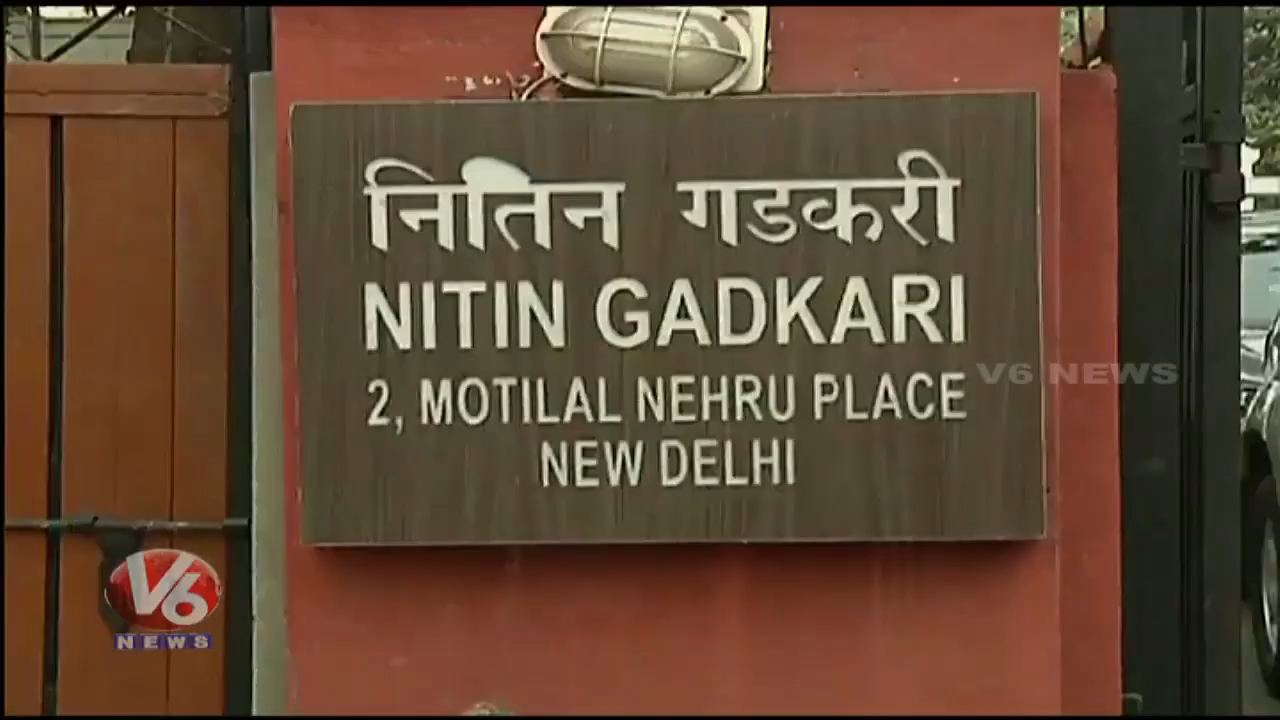 नितिन गडकरी
NITIN GADKARI
2, MOTILAL NEHRU PLACE
NEW DELHI
V6 NEWS
V6
NEWS